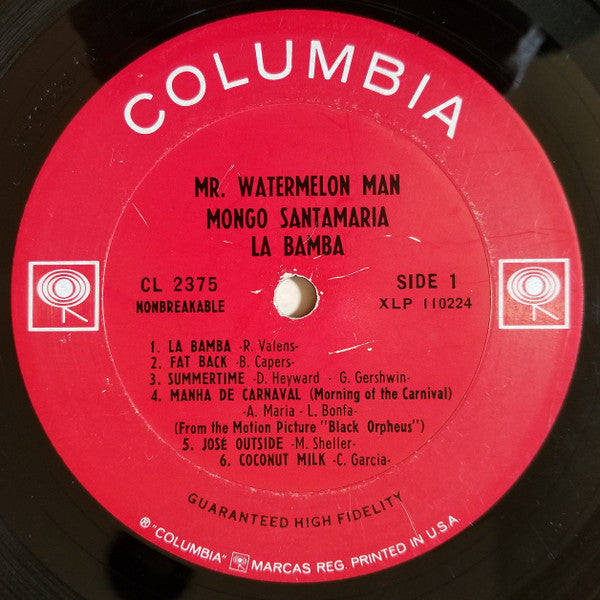 COLUMBIA
MR. WATERMELON MAN
MONGO SANTAMARIA
LA BAMBA
CL 2375
NONBREAKABLE
SIDE 1
XLP 110224
1. LA BAMBA -R. Valens-
2. FAT BACK -B. Capers-
3. SUMMERTIME -D. Heyward - G. Gershwin-
4. MANHA DE CARNAVAL (Morning of the Carnival)
-A. Maria - L. Bonfa-
(From the Motion Picture "Black Orpheus")
5. JOSÉ OUTSIDE -M. Sheller-
6. COCONUT MILK -C. Garcia-
GUARANTEED HIGH FIDELITY
® "COLUMBIA" MARCAS REG. PRINTED IN U.S.A.